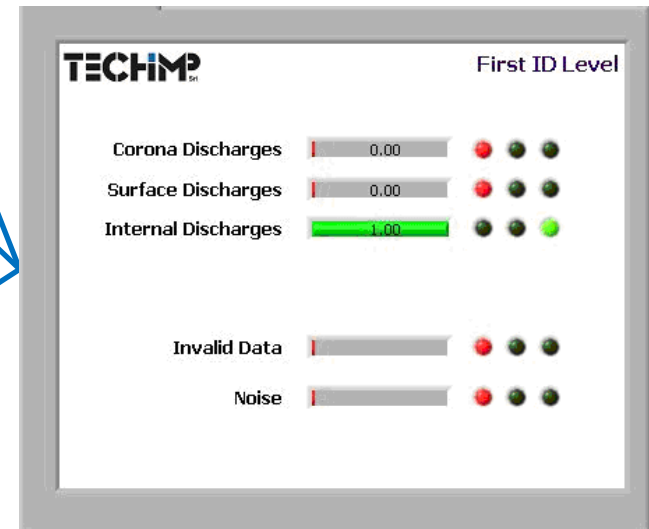 TECHIMP Srl
First ID Level
Corona Discharges 0.00
Surface Discharges 0.00
Internal Discharges 1.00
Invalid Data
Noise